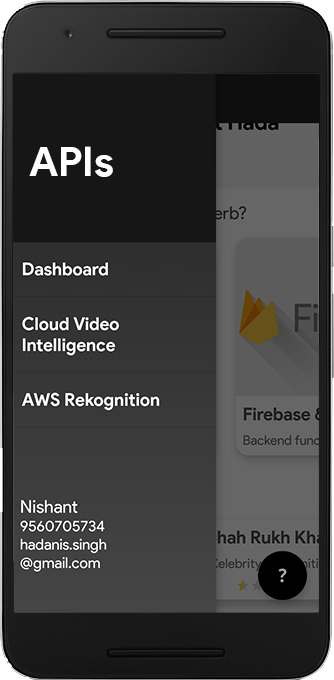 APIs
t Hada
erb?
Dashboard
Cloud Video
Intelligence
AWS Rekognition
Fi
Firebase &
Backend func
Nishant
9560705734
hadanis.singh
@gmail.com
hah Rukh Kha
Celebrity
?